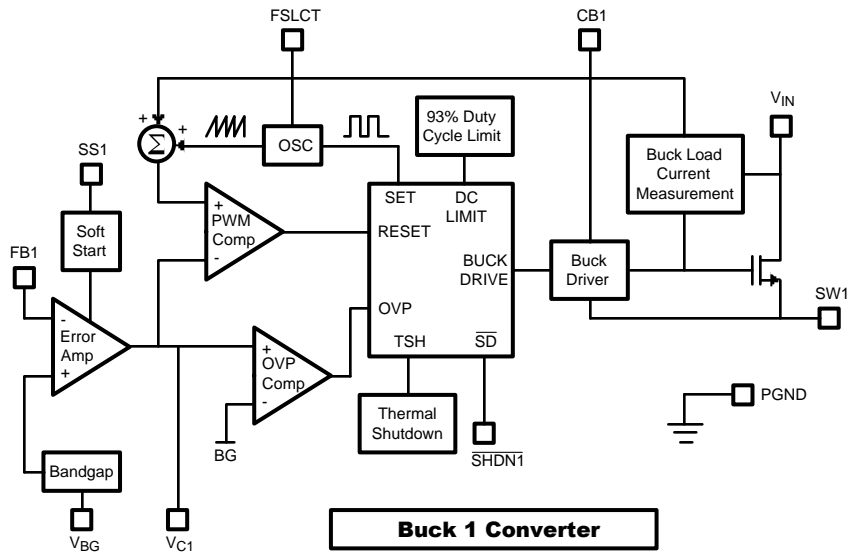 FSLCT
CB1
93% Duty
Cycle Limit
VIN
+
Σ
+
OSC
SS1
Buck Load
Current
Measurement
SET
DC
LIMIT
+
PWM
Comp
-
RESET
Soft
Start
BUCK
DRIVE
Buck
Driver
FB1
SW1
-
Error
Amp
+
OVP
+
OVP
Comp
-
TSH
SD
Thermal
Shutdown
PGND
BG
SHDN1
Bandgap
VBG
VC1
Buck 1 Converter